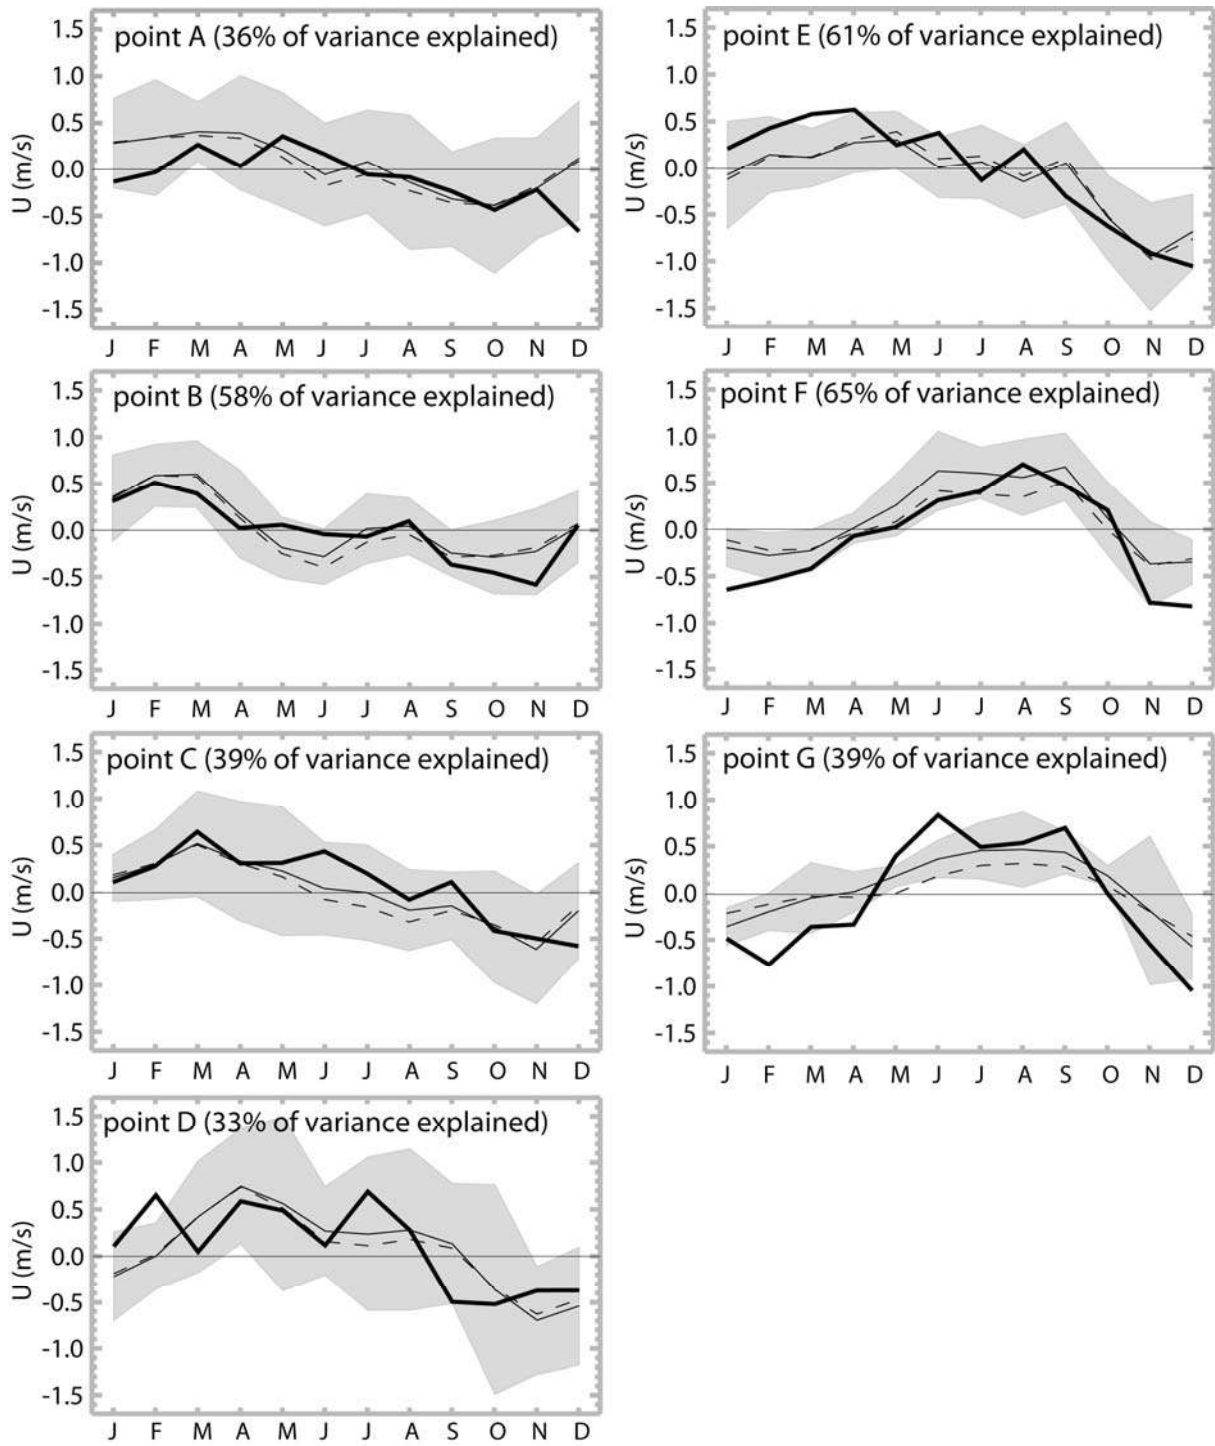 point A (36% of variance explained)
U (m/s)
1.5
1.0
0.5
0.0
-0.5
-1.0
-1.5
J F M A M J J A S O N D
point B (58% of variance explained)
U (m/s)
1.5
1.0
0.5
0.0
-0.5
-1.0
-1.5
J F M A M J J A S O N D
point C (39% of variance explained)
U (m/s)
1.5
1.0
0.5
0.0
-0.5
-1.0
-1.5
J F M A M J J A S O N D
point D (33% of variance explained)
U (m/s)
1.5
1.0
0.5
0.0
-0.5
-1.0
-1.5
J F M A M J J A S O N D
point E (61% of variance explained)
U (m/s)
1.5
1.0
0.5
0.0
-0.5
-1.0
-1.5
J F M A M J J A S O N D
point F (65% of variance explained)
U (m/s)
1.5
1.0
0.5
0.0
-0.5
-1.0
-1.5
J F M A M J J A S O N D
point G (39% of variance explained)
U (m/s)
1.5
1.0
0.5
0.0
-0.5
-1.0
-1.5
J F M A M J J A S O N D